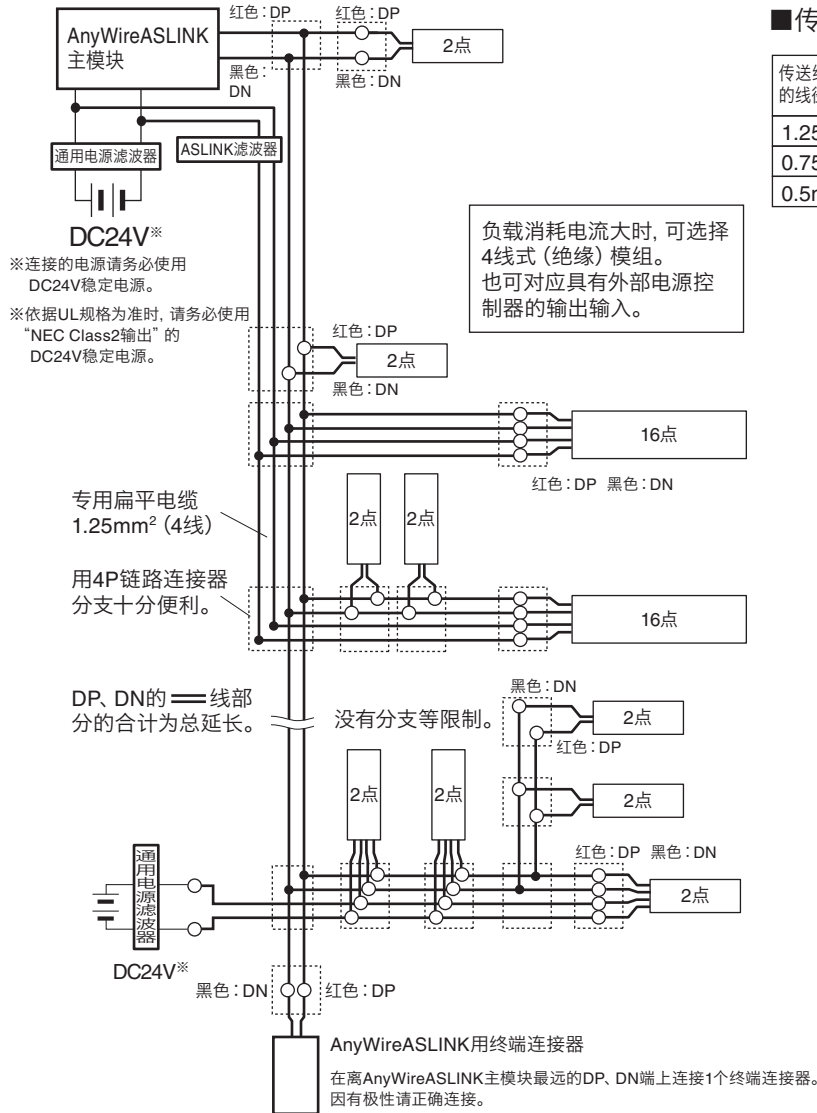 AnyWireASLINK
主模块
红色：DP
红色：DP
2点
黑色：
DN
黑色：DN
通用电源滤波器
ASLINK滤波器
DC24V※
※连接的电源请务必使用
DC24V稳定电源。
※依据UL规格为准时，请务必使用
“NEC Class2输出”的
DC24V稳定电源。
■传
传送线
的线径
1.25
0.75
0.5m
负载消耗电流大时，可选择
4线式（绝缘）模组。
也可对应具有外部电源控
制器的输出输入。
红色：DP
2点
黑色：DN
16点
红色：DP 黑色：DN
专用扁平电缆
1.25mm²（4线）
2点
2点
用4P链路连接器
分支十分便利。
16点
DP、DN的 线部
分的合计为总延长。
没有分支等限制。
黑色：DN
2点
红色：DP
2点
2点
2点
红色：DP 黑色：DN
2点
通用电源滤波器
DC24V※
黑色：DN
红色：DP
AnyWireASLINK用终端连接器
在离AnyWireASLINK主模块最远的DP、DN端上连接1个终端连接器。
因有极性请正确连接。